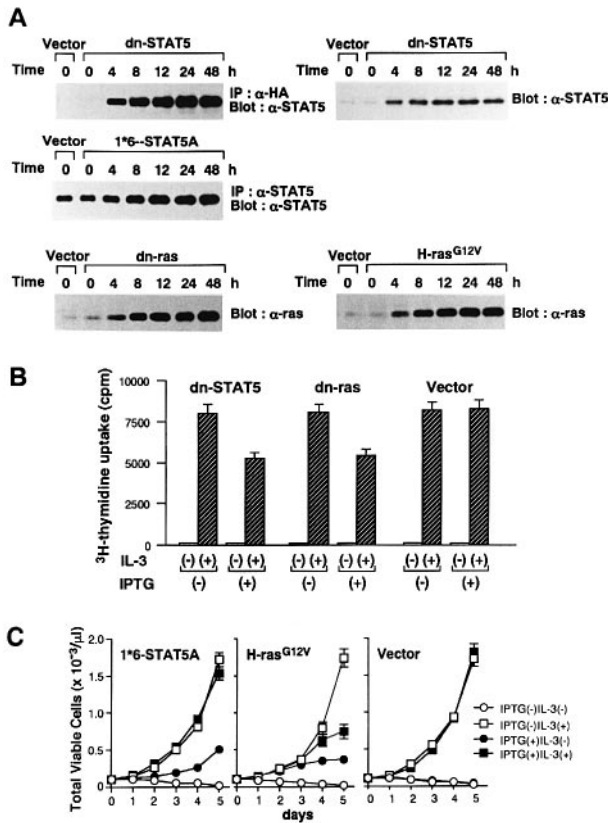 A
Vector dn-STAT5
Time 0 0 4 8 12 24 48 h
IP : α-HA
Blot : α-STAT5
Vector dn-STAT5
Time 0 0 4 8 12 24 48 h
Blot : α-STAT5
Vector 1*6--STAT5A
Time 0 0 4 8 12 24 48 h
IP : α-STAT5
Blot : α-STAT5
Vector dn-ras
Time 0 0 4 8 12 24 48 h
Blot : α-ras
Vector H-rasG12V
Time 0 0 4 8 12 24 48 h
Blot : α-ras
B
3H-thymidine uptake (cpm)
10000
7500
5000
2500
0
dn-STAT5 dn-ras Vector
IL-3 (-) (+) (-) (+) (-) (+) (-) (+) (-) (+) (-) (+)
IPTG (-) (+) (-) (+) (-) (+)
C
Total Viable Cells (x 10-3/μl)
2.0
1.5
1.0
0.5
0
1*6-STAT5A
H-rasG12V
Vector
0 1 2 3 4 5
0 1 2 3 4 5
0 1 2 3 4 5
days
IPTG(-)IL-3(-)
IPTG(-)IL-3(+)
IPTG(+)IL-3(-)
IPTG(+)IL-3(+)